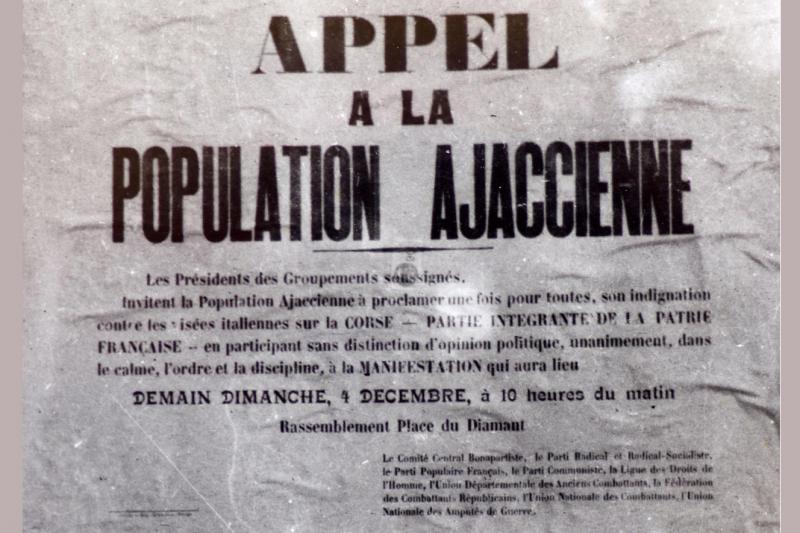 APPEL
A LA
POPULATION AJACCIENNE
Les Présidents des Groupements soussignés,
Invitent la Population Ajaccienne à proclamer une fois pour toutes, son indignation
contre les visées italiennes sur la CORSE — PARTIE INTEGRANTE DE LA PATRIE
FRANÇAISE — en participant sans distinction d'opinion politique, unanimement, dans
le calme, l'ordre et la discipline, à la MANIFESTATION qui aura lieu
DEMAIN DIMANCHE, 4 DECEMBRE, à 10 heures du matin
Rassemblement Place du Diamant
Le Comité Central Bonapartiste, le Parti Radical et Radical-Socialiste,
le Parti Populaire Français, le Parti Communiste, la Ligue des Droits de
l'Homme, l'Union Départementale des Anciens Combattants, la Fédération
des Combattants Républicains, l'Union Nationale des Combattants, l'Union
Nationale des Amputés de Guerre.